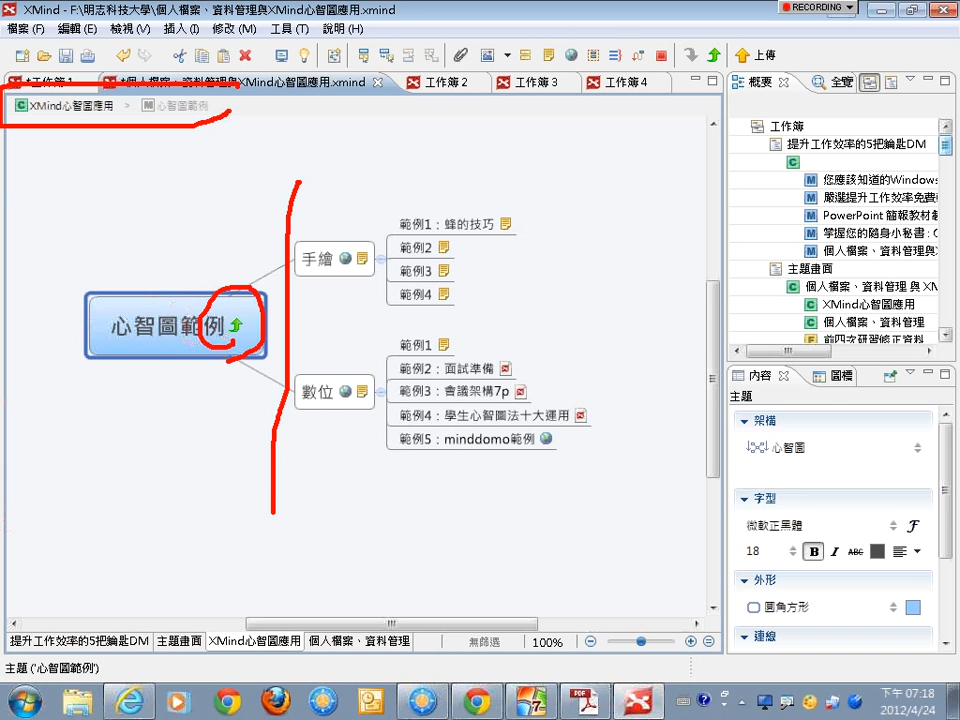 XMind - F:\明志科技大學\個人檔案、資料管理與XMind心智圖應用.xmind
RECORDING
檔案(F) 編輯(E) 檢視(V) 插入(I) 修改(M) 工具(T) 說明(H)
上傳
*工作簿 1
*個人檔案、資料管理與XMind心智圖應用.xmind
工作簿 2
工作簿 3
工作簿 4
概要
全覽
XMind心智圖應用 > 心智圖範例
心智圖範例
手繪
範例1：蜂的技巧
範例2
範例3
範例4
數位
範例1
範例2：面試準備
範例3：會議架構7p
範例4：學生心智圖法十大運用
範例5：minddomo範例
工作簿
提升工作效率的5把鑰匙DM
您應該知道的Windows
嚴選提升工作效率免費
PowerPoint 簡報教材
掌握您的隨身小秘書：
個人檔案、資料管理與
主題畫面
個人檔案、資料管理 與 XM
XMind心智圖應用
個人檔案、資料管理
前四次研習修正資料
內容
圖標
主題
架構
心智圖
字型
微軟正黑體
18 B I ABC
外形
圓角方形
連線
提升工作效率的5把鑰匙DM 主題畫面 XMind心智圖應用 個人檔案、資料管理
無篩選
100%
主題 ('心智圖範例')
下午 07:18
2012/4/24